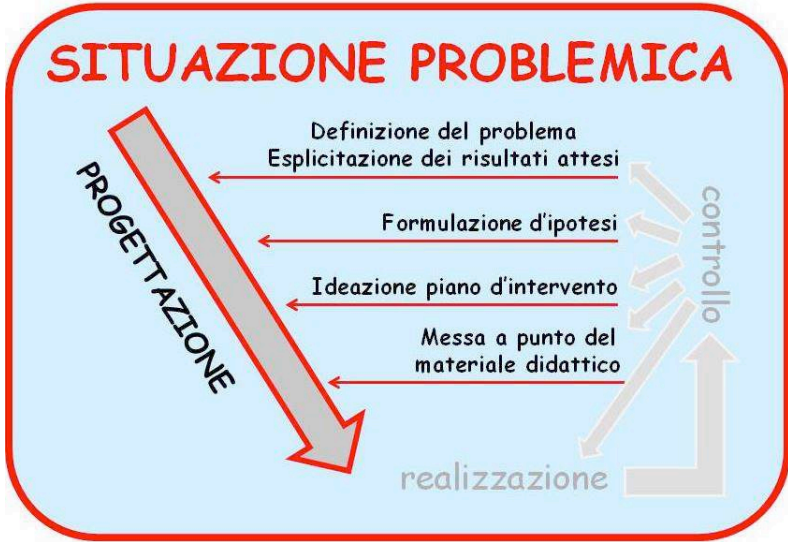 SITUAZIONE PROBLEMICA
PROGETTAZIONE
Definizione del problema
Esplicitazione dei risultati attesi
Formulazione d'ipotesi
Ideazione piano d'intervento
Messa a punto del
materiale didattico
controllo
realizzazione